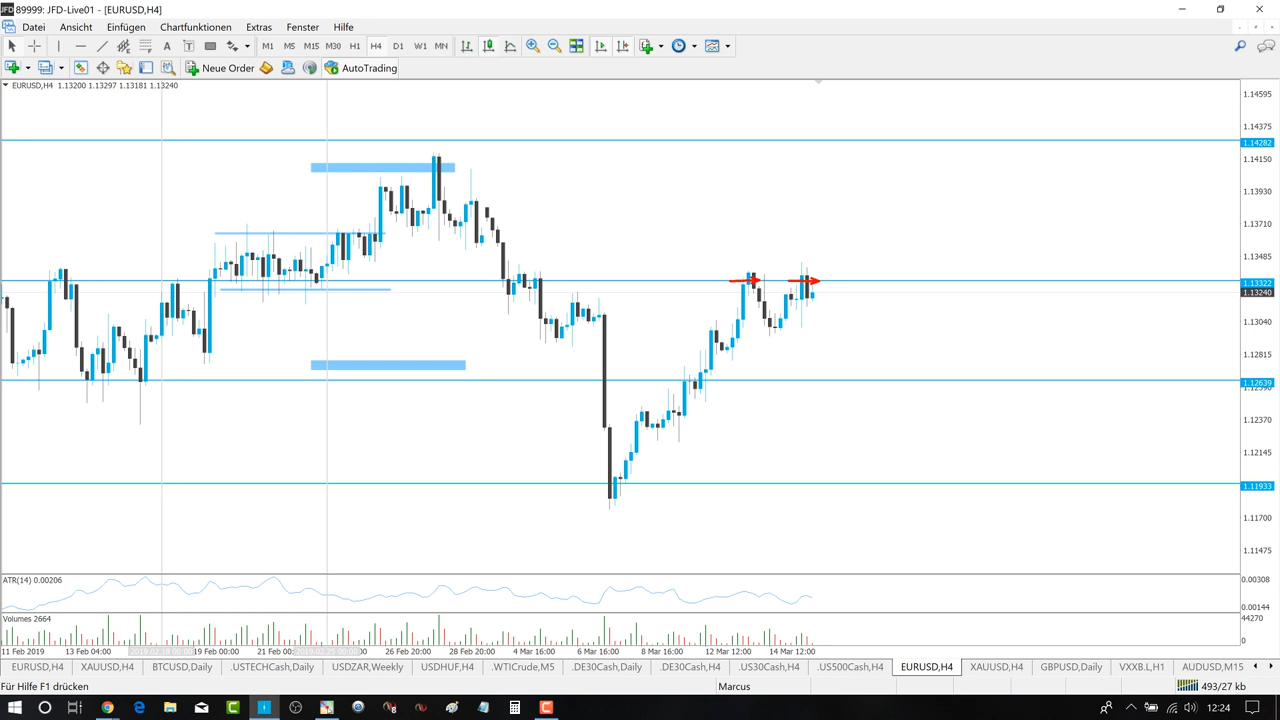 89999: JFD-Live01 - [EURUSD,H4]
Datei Ansicht Einfügen Chartfunktionen Extras Fenster Hilfe
A T M1 M5 M15 M30 H1 H4 D1 W1 MN
Neue Order AutoTrading
EURUSD,H4 1.13200 1.13297 1.13181 1.13240
1.14595
1.14375
1.14282
1.14150
1.13930
1.13710
1.13485
1.13322
1.13240
1.13040
1.12815
1.12639
1.12370
1.12145
1.11933
1.11700
1.11475
ATR(14) 0.00206
0.00308
0.00144
Volumes 2664
44270
0
11 Feb 2019 13 Feb 04:00 19 Feb 00:00 21 Feb 26 Feb 20:00 28 Feb 20:00 4 Mar 16:00 6 Mar 16:00 8 Mar 16:00 12 Mar 12:00 14 Mar 12:00
EURUSD,H4 XAUUSD,H4 BTCUSD,Daily .USTECHCash,Daily USDZAR,Weekly USDHUF,H4 .WTICrude,M5 .DE30Cash,Daily .DE30Cash,H4 .US30Cash,H4 .US500Cash,H4 EURUSD,H4 XAUUSD,H4 GBPUSD,Daily VXXB.L,H1 AUDUSD,M15
Für Hilfe F1 drücken Marcus 493/27 kb
12:24